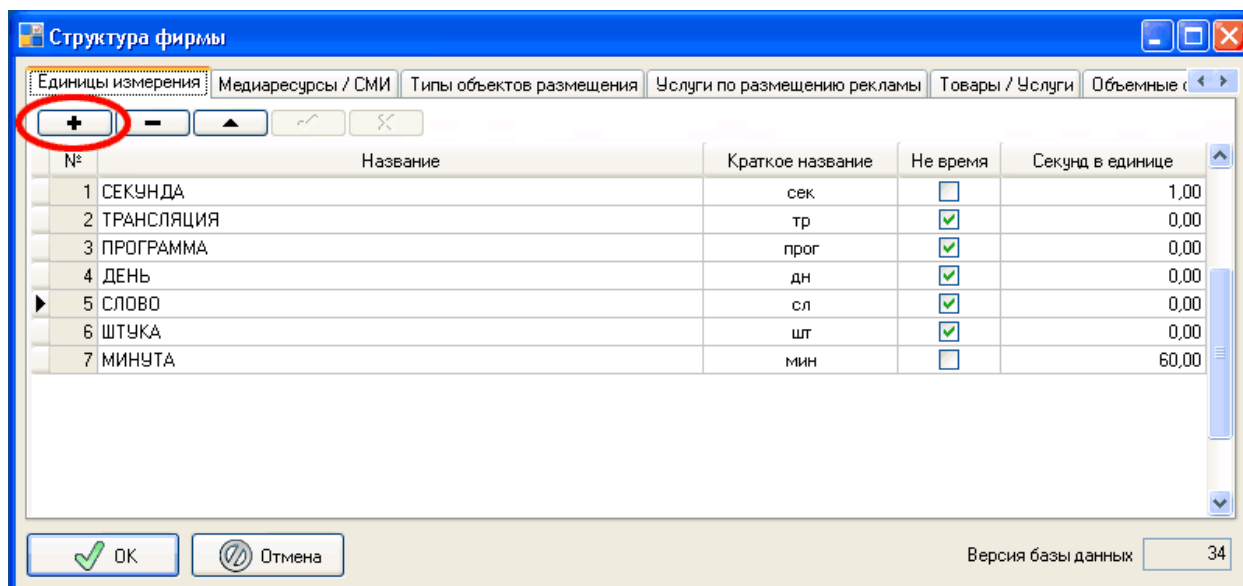 Структура фирмы
Единицы измерения Медиаресурсы / СМИ Типы объектов размещения Услуги по размещению рекламы Товары / Услуги Объемные
№ Название Краткое название Не время Секунд в единице
1 СЕКУНДА сек 1,00
2 ТРАНСЛЯЦИЯ тр 0,00
3 ПРОГРАММА прог 0,00
4 ДЕНЬ дн 0,00
5 СЛОВО сл 0,00
6 ШТУКА шт 0,00
7 МИНУТА мин 60,00
ОК Отмена Версия базы данных 34